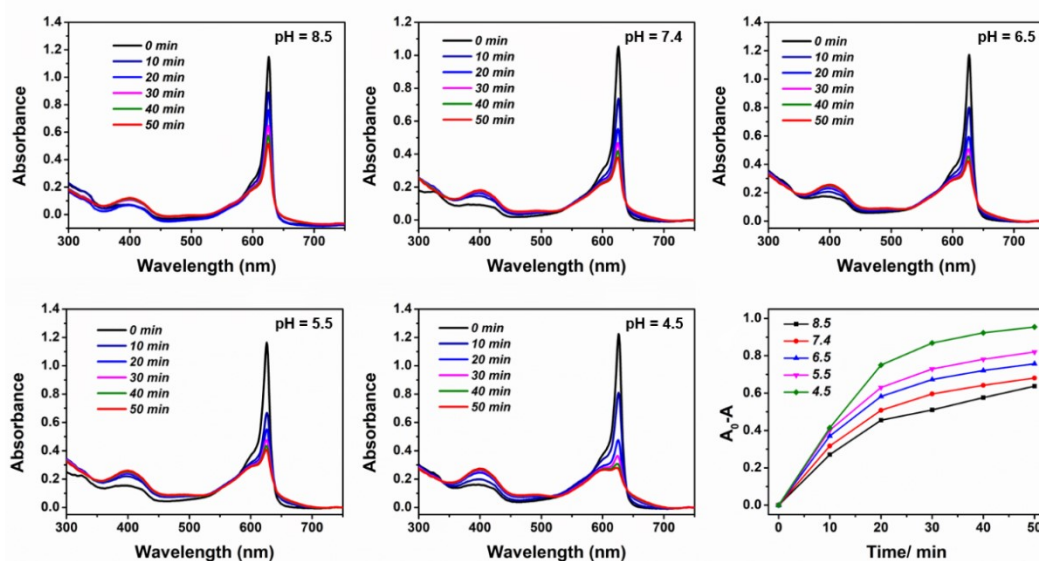 Absorbance
1.4
1.2
1.0
0.8
0.6
0.4
0.2
0.0
pH = 8.5
0 min
10 min
20 min
30 min
40 min
50 min
300 400 500 600 700
Wavelength (nm)
Absorbance
1.4
1.2
1.0
0.8
0.6
0.4
0.2
0.0
pH = 7.4
0 min
10 min
20 min
30 min
40 min
50 min
300 400 500 600 700
Wavelength (nm)
Absorbance
1.4
1.2
1.0
0.8
0.6
0.4
0.2
0.0
pH = 6.5
0 min
10 min
20 min
30 min
40 min
50 min
300 400 500 600 700
Wavelength (nm)
Absorbance
1.4
1.2
1.0
0.8
0.6
0.4
0.2
0.0
pH = 5.5
0 min
10 min
20 min
30 min
40 min
50 min
300 400 500 600 700
Wavelength (nm)
Absorbance
1.4
1.2
1.0
0.8
0.6
0.4
0.2
0.0
pH = 4.5
0 min
10 min
20 min
30 min
40 min
50 min
300 400 500 600 700
Wavelength (nm)
A₀-A
1.0
0.8
0.6
0.4
0.2
0.0
8.5
7.4
6.5
5.5
4.5
0 10 20 30 40 50
Time/ min